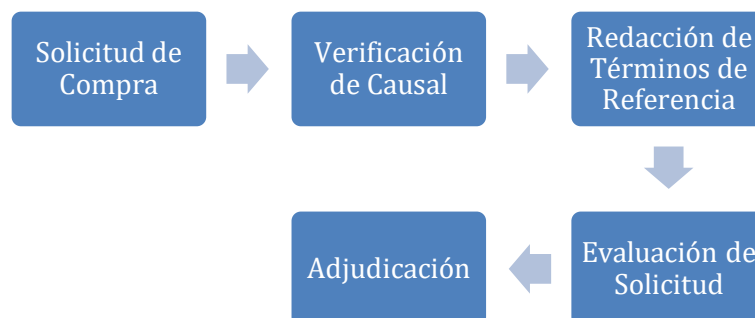 Solicitud de
Compra
Verificación
de Causal
Redacción de
Términos de
Referencia
Evaluación de
Solicitud
Adjudicación